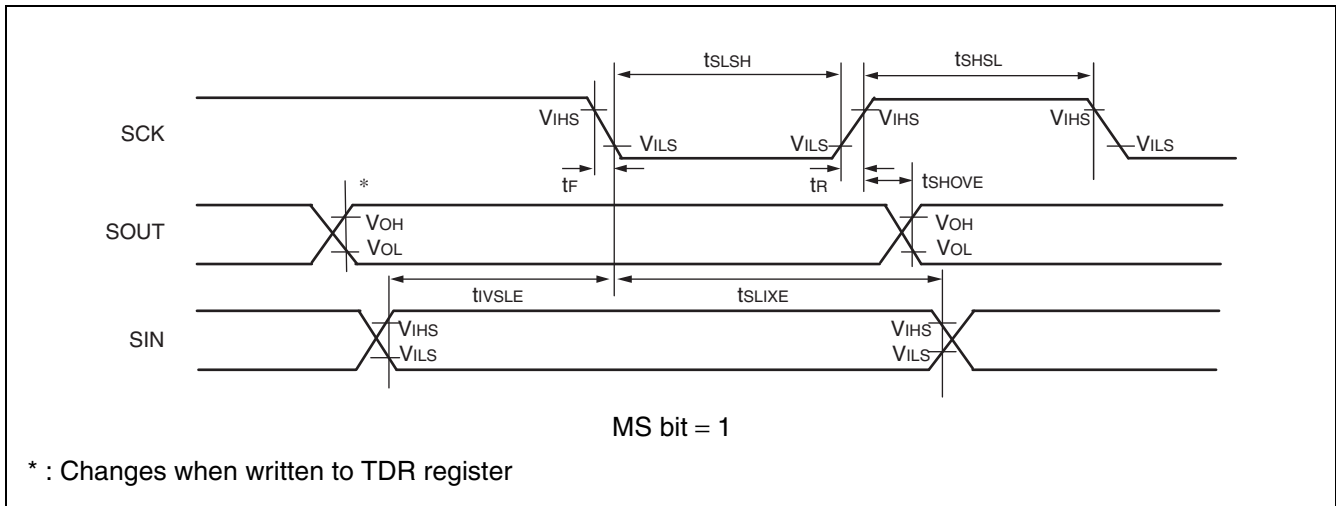 tSLSH
tSHSL
SCK
VIHS
VILS
VILS
VIHS
VIHS
VILS
tF
tR
tSHOVE
*
SOUT
VOH
VOL
VOH
VOL
tIVSLE
tSLIXE
SIN
VIHS
VILS
VIHS
VILS
MS bit = 1
* : Changes when written to TDR register